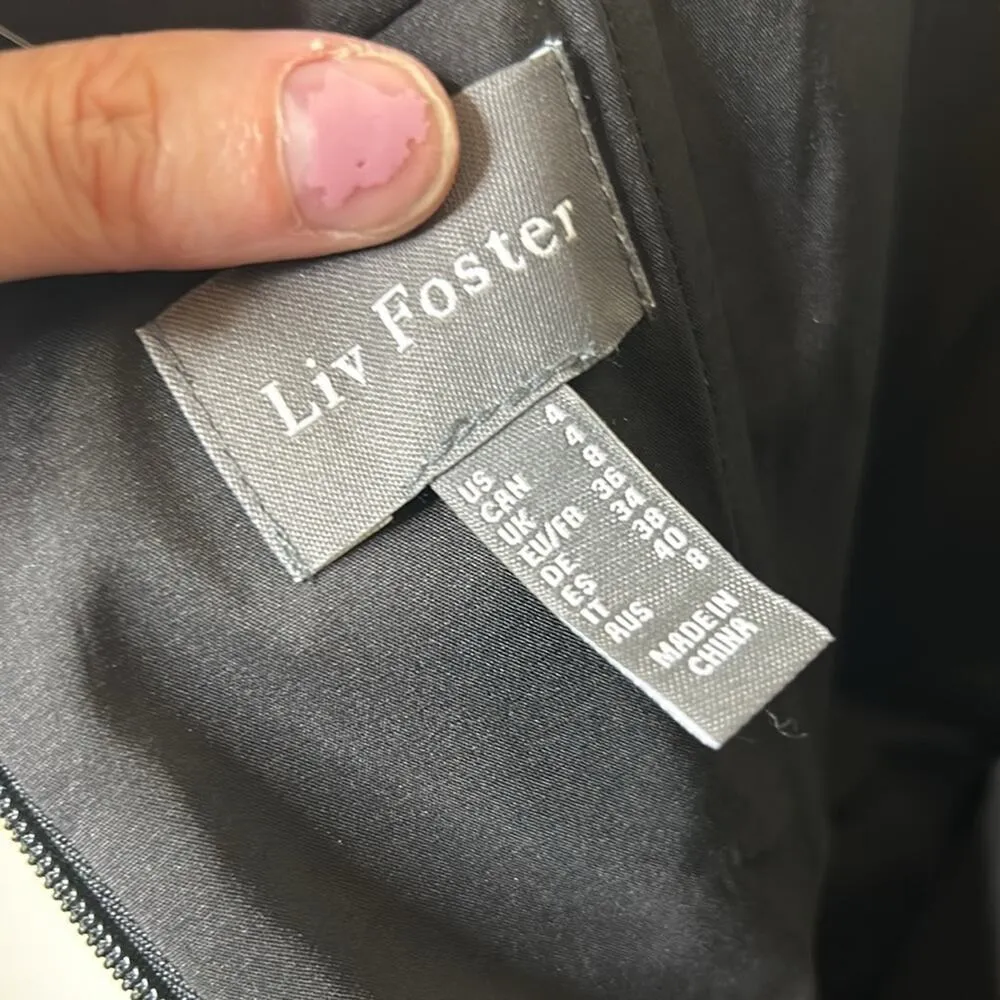 Liv Foster
US 4
CAN 4
UK 8
EU/FR 36
DE 34
ES 38
IT 40
AUS 8
MADE IN
CHINA